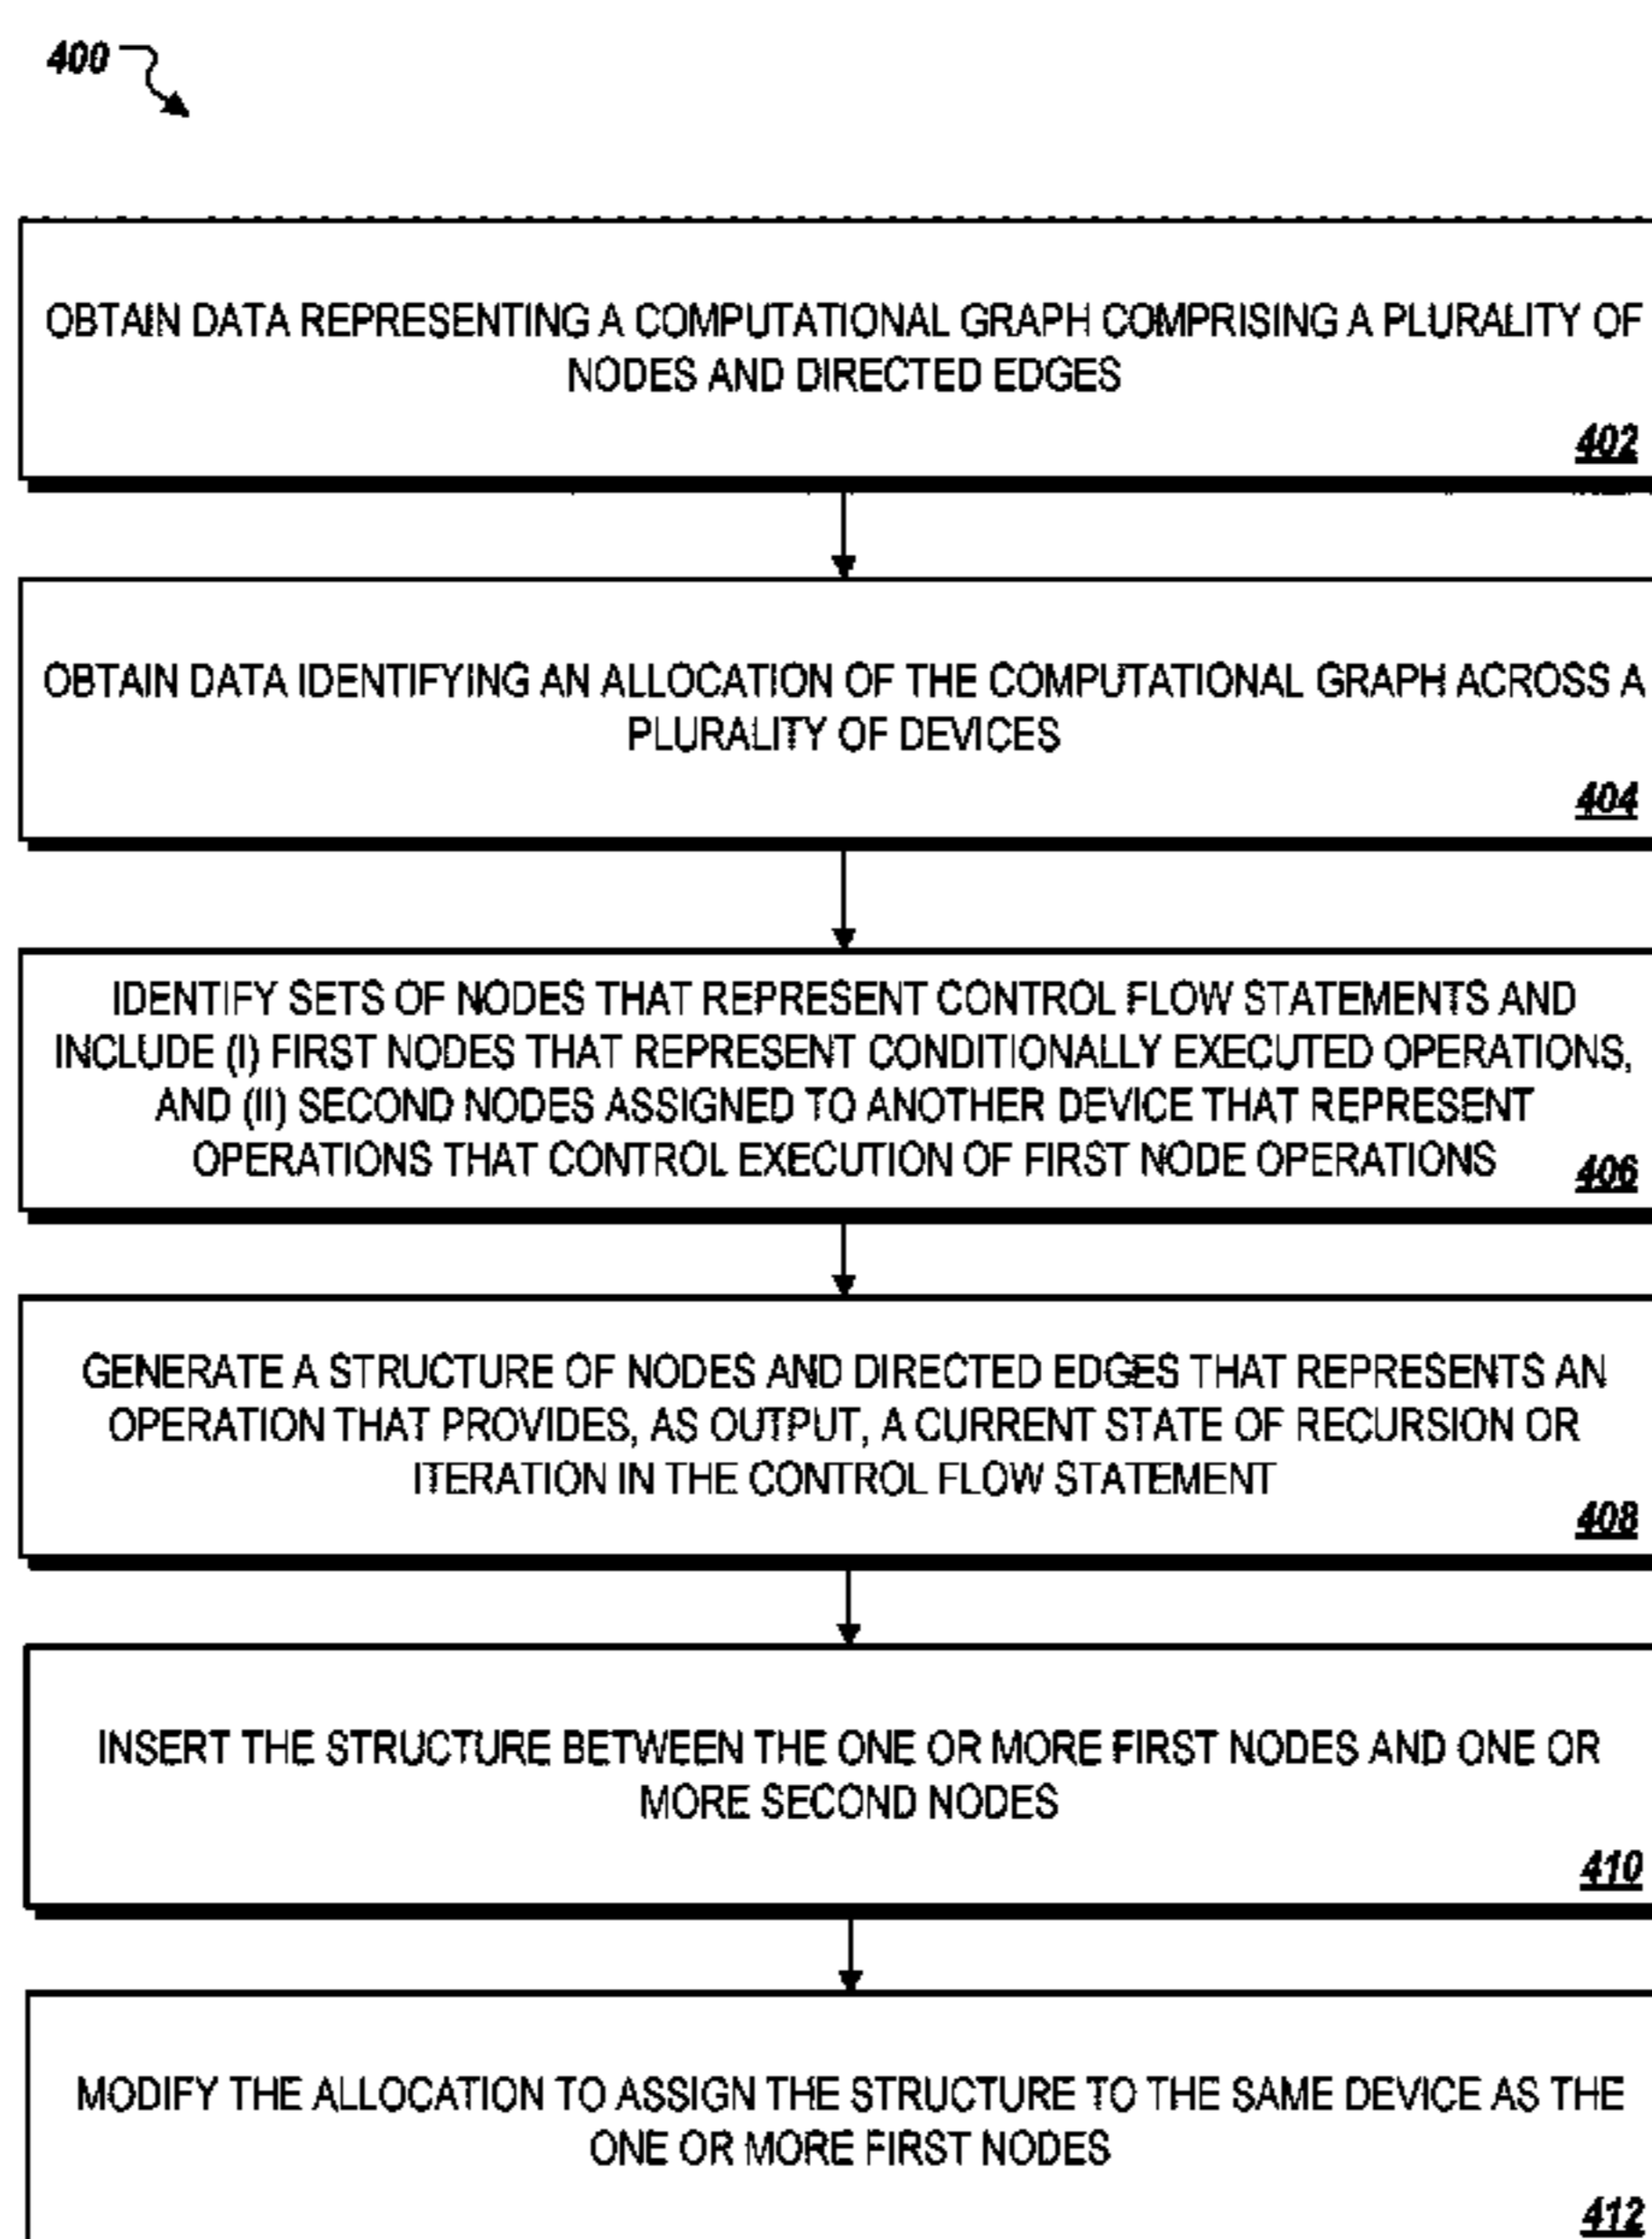 400
OBTAIN DATA REPRESENTING A COMPUTATIONAL GRAPH COMPRISING A PLURALITY OF
NODES AND DIRECTED EDGES
402
OBTAIN DATA IDENTIFYING AN ALLOCATION OF THE COMPUTATIONAL GRAPH ACROSS A
PLURALITY OF DEVICES
404
IDENTIFY SETS OF NODES THAT REPRESENT CONTROL FLOW STATEMENTS AND
INCLUDE (I) FIRST NODES THAT REPRESENT CONDITIONALLY EXECUTED OPERATIONS,
AND (II) SECOND NODES ASSIGNED TO ANOTHER DEVICE THAT REPRESENT
OPERATIONS THAT CONTROL EXECUTION OF FIRST NODE OPERATIONS
406
GENERATE A STRUCTURE OF NODES AND DIRECTED EDGES THAT REPRESENTS AN
OPERATION THAT PROVIDES, AS OUTPUT, A CURRENT STATE OF RECURSION OR
ITERATION IN THE CONTROL FLOW STATEMENT
408
INSERT THE STRUCTURE BETWEEN THE ONE OR MORE FIRST NODES AND ONE OR
MORE SECOND NODES
410
MODIFY THE ALLOCATION TO ASSIGN THE STRUCTURE TO THE SAME DEVICE AS THE
ONE OR MORE FIRST NODES
412